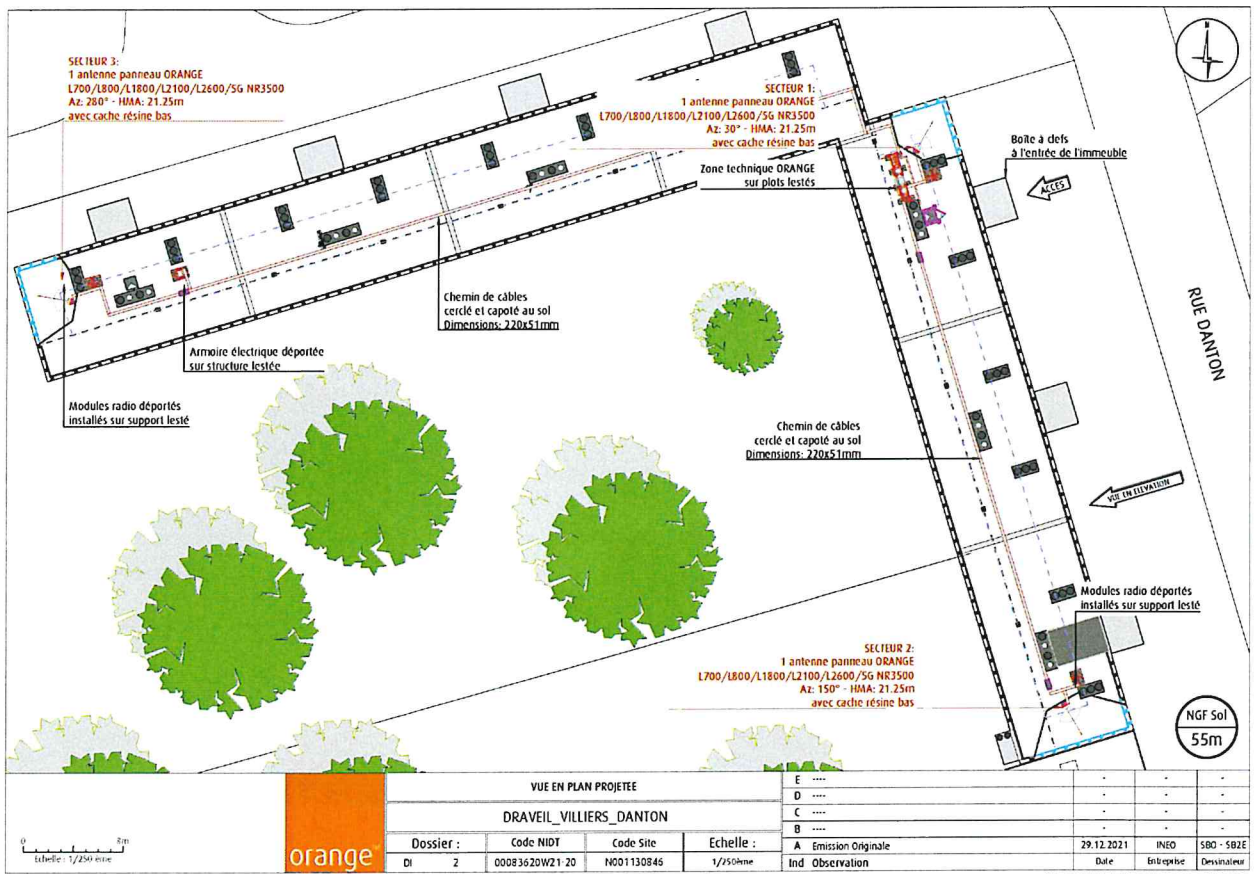 SECTEUR 3:
1 antenne panneau ORANGE
L700/L800/L1800/L2100/L2600/5G NR3500
Az: 280° - HMA: 21.25m
avec cache résine bas
SECTEUR 1:
1 antenne panneau ORANGE
L700/L800/L1800/L2100/L2600/5G NR3500
Az: 30° - HMA: 21.25m
avec cache résine bas
Zone technique ORANGE
sur plots lestés
N
Boîte à clefs
à l'entrée de l'immeuble
ACCES
RUE DANTON
Chemin de câbles
cerclé et capoté au sol
Dimensions: 220x51mm
Armoire électrique déportée
sur structure lestée
Modules radio déportés
installés sur support lesté
Chemin de câbles
cerclé et capoté au sol
Dimensions: 220x51mm
VUE EN ELEVATION
Modules radio déportés
installés sur support lesté
SECTEUR 2:
1 antenne panneau ORANGE
L700/L800/L1800/L2100/L2600/5G NR3500
Az: 150° - HMA: 21.25m
avec cache résine bas
NGF Sol
55m
0 8m
Echelle : 1/250 ème
orange
VUE EN PLAN PROJETEE
DRAVEIL_VILLIERS_DANTON
Dossier : Code NIDT Code Site Echelle :
DI 2 00083620W21-20 N001130846 1/250ème
E ---- - - -
D ---- - - -
C ---- - - -
B ---- - - -
A Emission Originale 29.12.2021 INEO SBO - SB2E
Ind Observation Date Entreprise Dessinateur